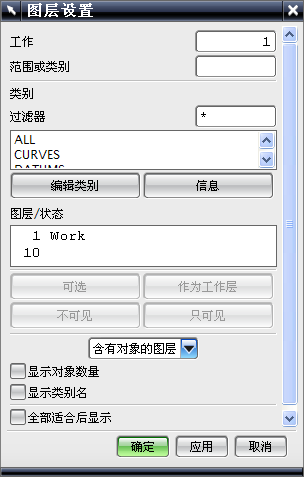 图层设置
工作 1
范围或类别
类别
过滤器 *
ALL
CURVES
DATUMS
编辑类别 信息
图层/状态
1 Work
10
可选 作为工作层
不可见 只可见
含有对象的图层
显示对象数量
显示类别名
全部适合后显示
确定 应用 取消